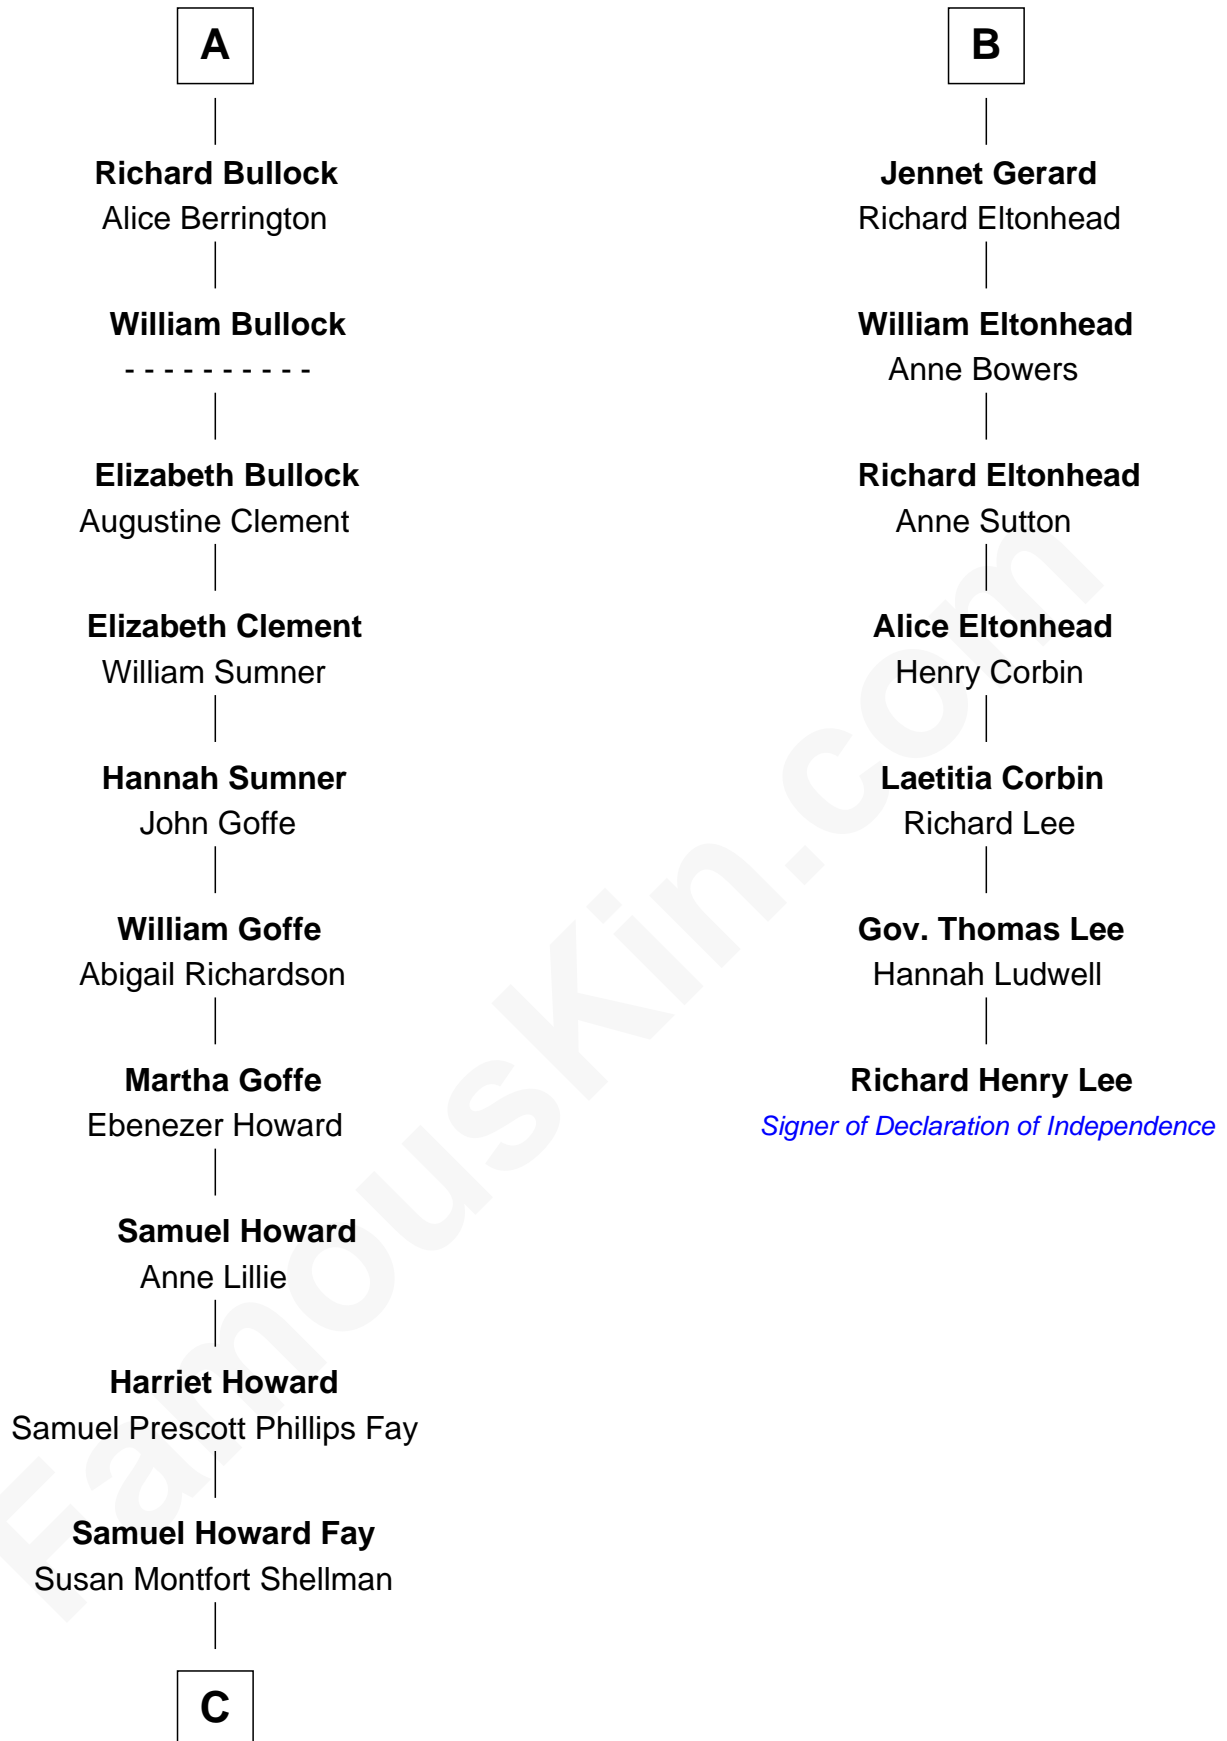 A
Richard Bullock
Alice Berrington
William Bullock
- - - - - - - - - -
Elizabeth Bullock
Augustine Clement
Elizabeth Clement
William Sumner
Hannah Sumner
John Goffe
William Goffe
Abigail Richardson
Martha Goffe
Ebenezer Howard
Samuel Howard
Anne Lillie
Harriet Howard
Samuel Prescott Phillips Fay
Samuel Howard Fay
Susan Montfort Shellman
C
B
Jennet Gerard
Richard Eltonhead
William Eltonhead
Anne Bowers
Richard Eltonhead
Anne Sutton
Alice Eltonhead
Henry Corbin
Laetitia Corbin
Richard Lee
Gov. Thomas Lee
Hannah Ludwell
Richard Henry Lee
Signer of Declaration of Independence
FamousKin.com